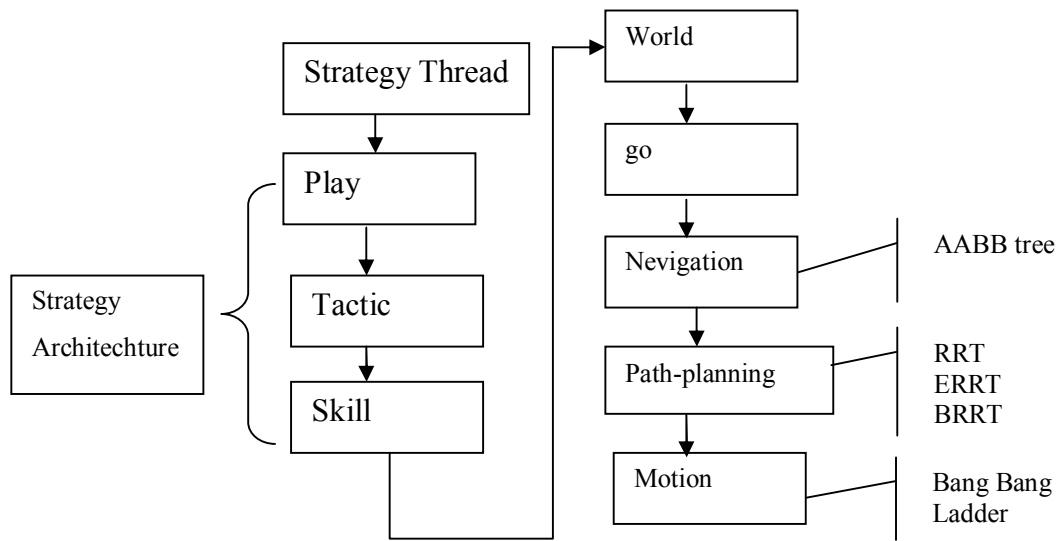 Strategy Thread
Play
Tactic
Skill
Strategy
Architechture
World
go
Nevigation
AABB tree
Path-planning
RRT
ERRT
BRRT
Motion
Bang Bang
Ladder